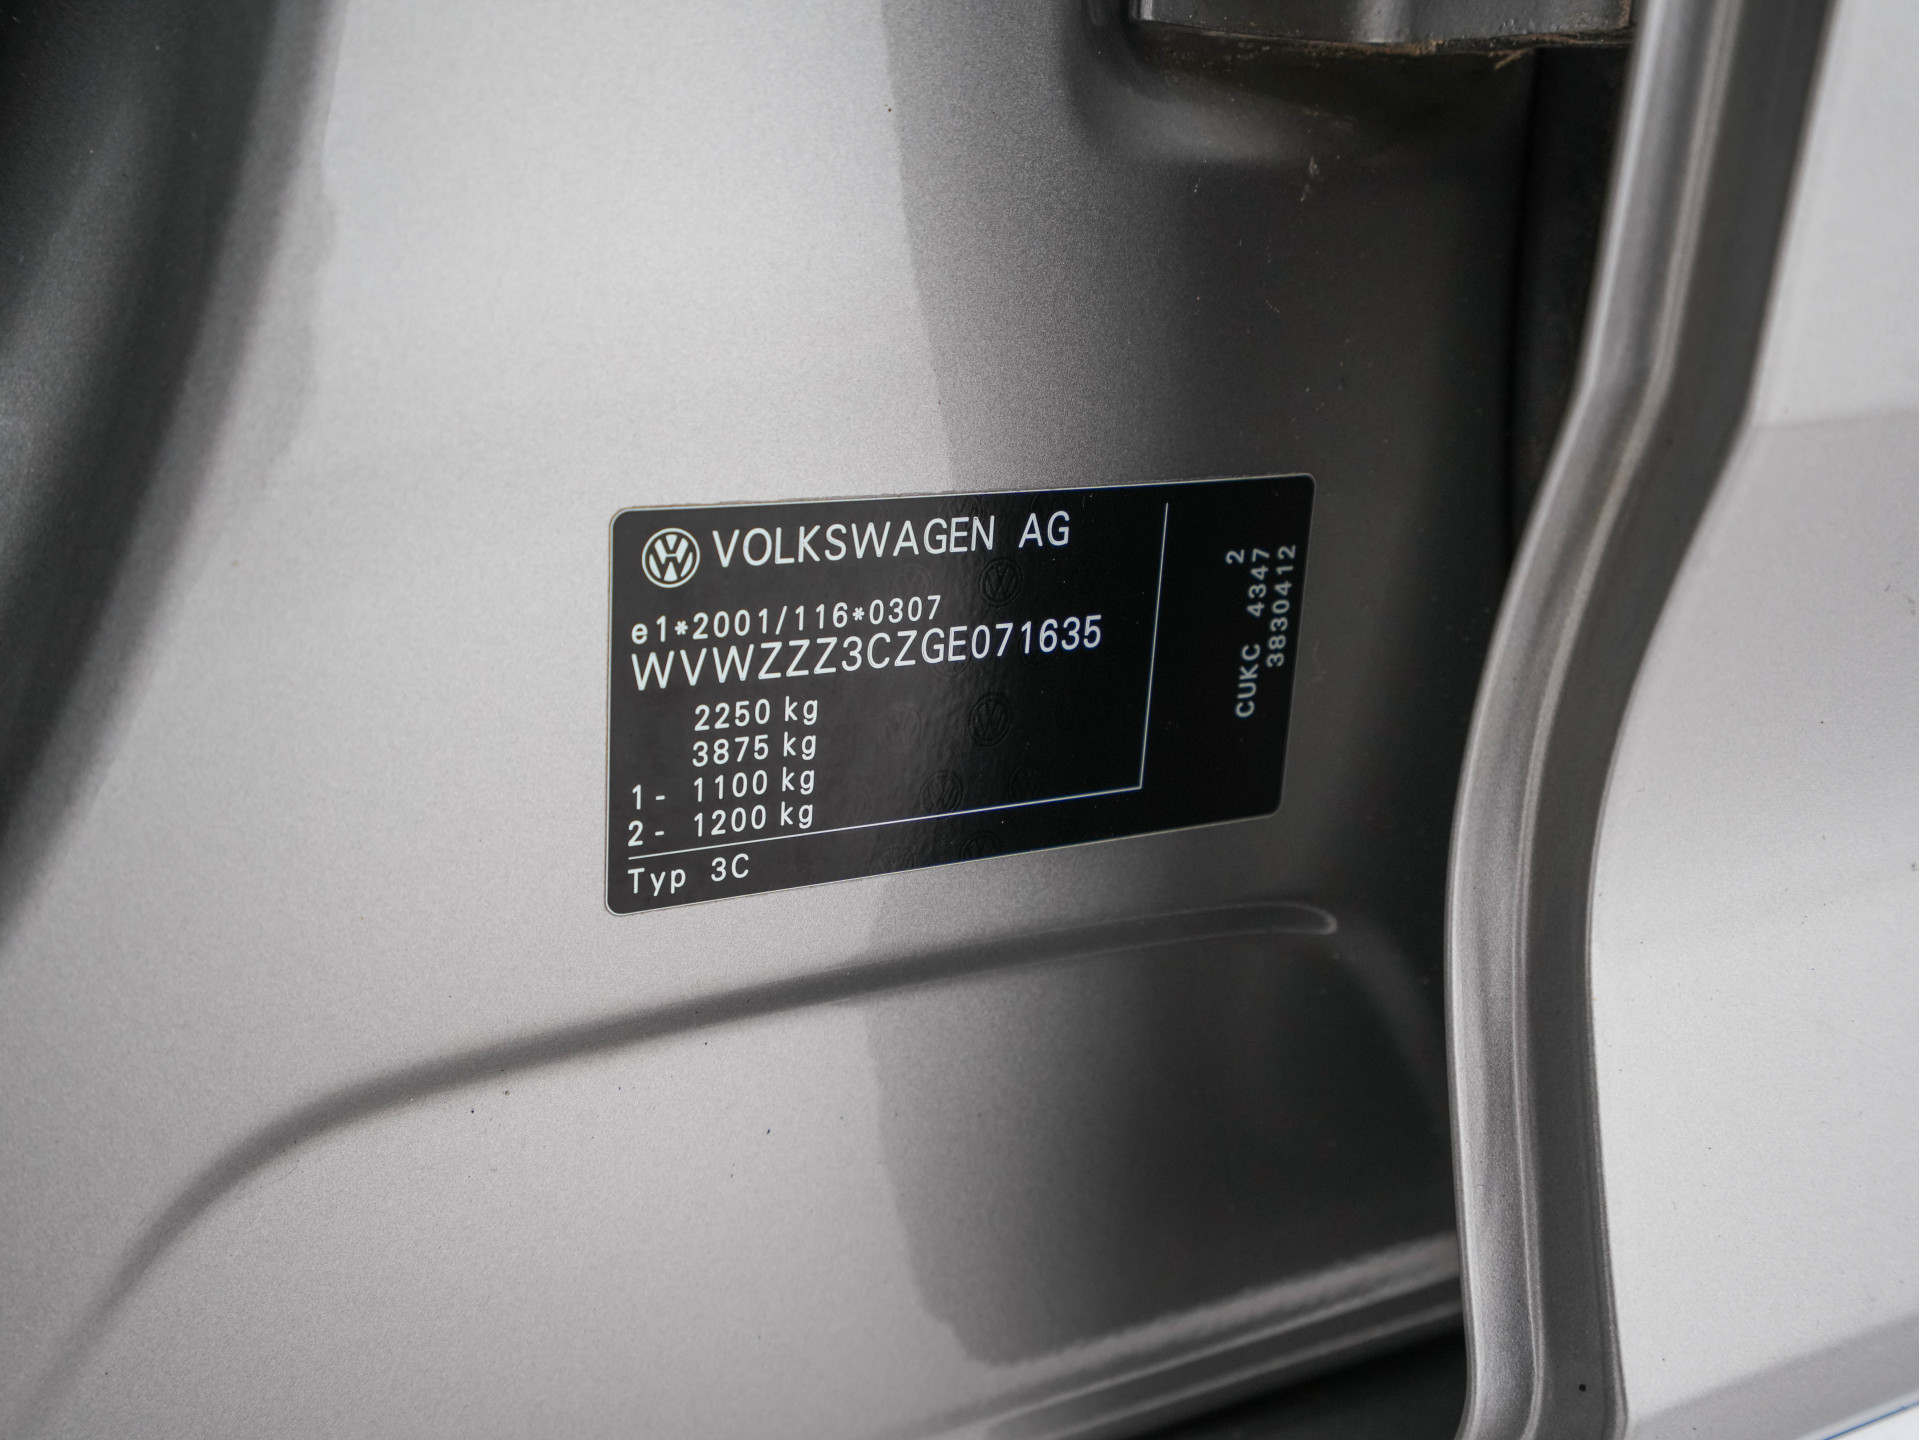 VOLKSWAGEN AG
e1*2001/116*0307
WVWZZZ3CZGE071635
2250 kg
3875 kg
1- 1100 kg
2- 1200 kg
Typ 3C
2
CUKC 4347
3830412